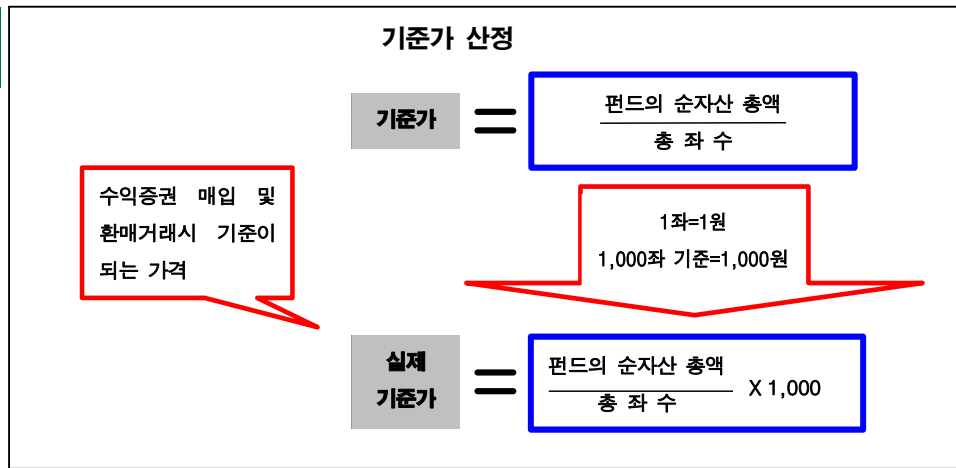 기준가 산정
기준가 = 펀드의 순자산 총액
총 좌 수
수익증권 매입 및
환매거래시 기준이
되는 가격
1좌=1원
1,000좌 기준=1,000원
실제
기준가 = 펀드의 순자산 총액
총 좌 수 X 1,000